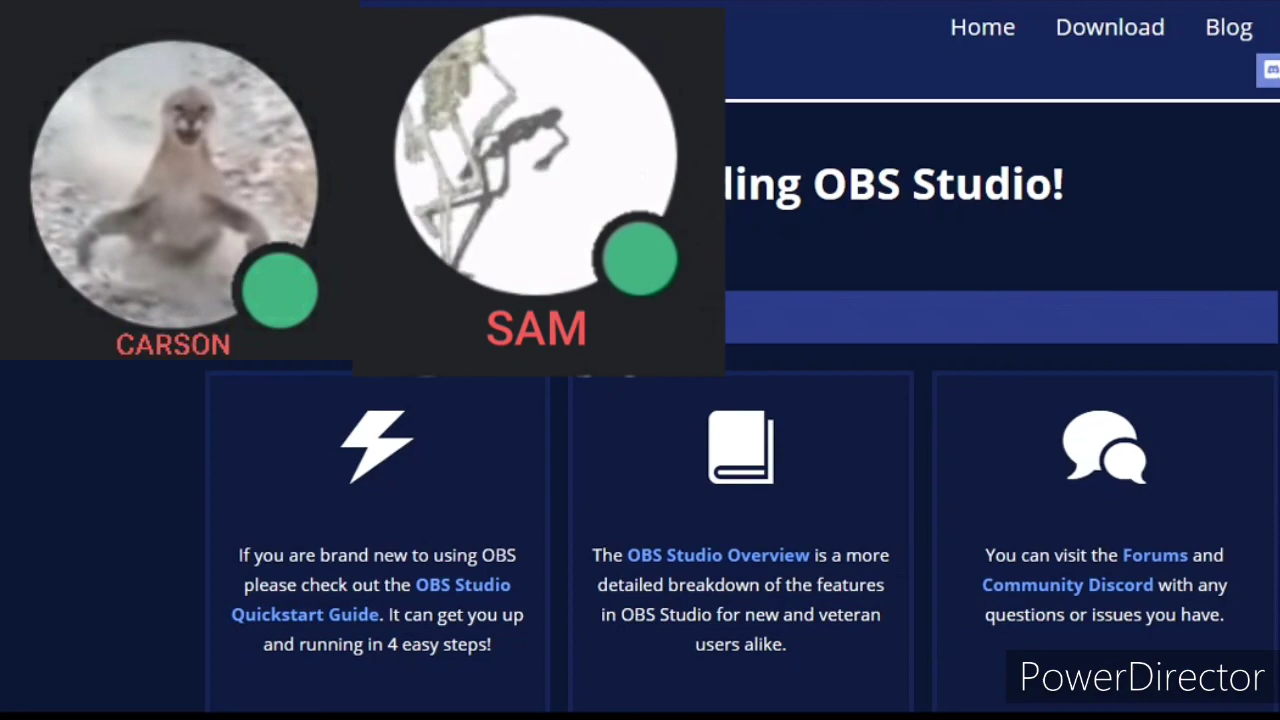 Home Download Blog
ling OBS Studio!
CARSON
SAM
If you are brand new to using OBS
please check out the OBS Studio
Quickstart Guide. It can get you up
and running in 4 easy steps!
The OBS Studio Overview is a more
detailed breakdown of the features
in OBS Studio for new and veteran
users alike.
You can visit the Forums and
Community Discord with any
questions or issues you have.
PowerDirector